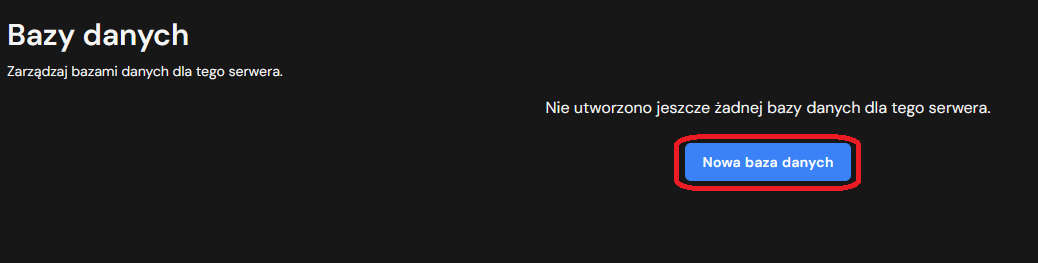 Bazy danych
Zarządzaj bazami danych dla tego serwera.
Nie utworzono jeszcze żadnej bazy danych dla tego serwera.
Nowa baza danych